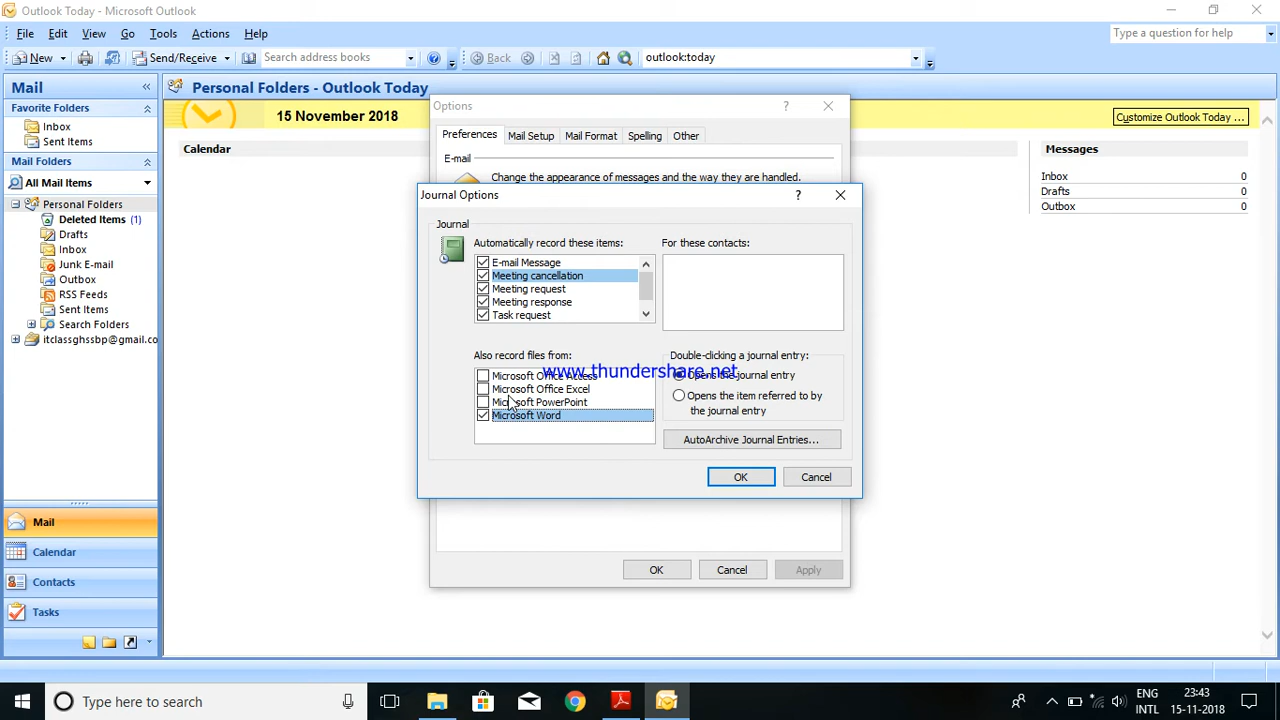 Outlook Today - Microsoft Outlook
File Edit View Go Tools Actions Help
Type a question for help
New Send/Receive Search address books Back outlook:today
Mail
Personal Folders - Outlook Today
Favorite Folders
Inbox
Sent Items
Mail Folders
All Mail Items
Personal Folders
Deleted Items (1)
Drafts
Inbox
Junk E-mail
Outbox
RSS Feeds
Sent Items
Search Folders
itclassghssbp@gmail.co
Mail
Calendar
Contacts
Tasks
15 November 2018
Customize Outlook Today ...
Calendar
Messages
Inbox 0
Drafts 0
Outbox 0
Options
Preferences Mail Setup Mail Format Spelling Other
E-mail
Change the appearance of messages and the way they are handled.
Journal Options
Journal
Automatically record these items:
E-mail Message
Meeting cancellation
Meeting request
Meeting response
Task request
For these contacts:
Also record files from:
Microsoft Office Access
Microsoft Office Excel
Microsoft PowerPoint
Microsoft Word
www.thundershare.net
Double-clicking a journal entry:
Opens the journal entry
Opens the item referred to by
the journal entry
AutoArchive Journal Entries...
OK Cancel
OK Cancel Apply
Type here to search
ENG
INTL
23:43
15-11-2018